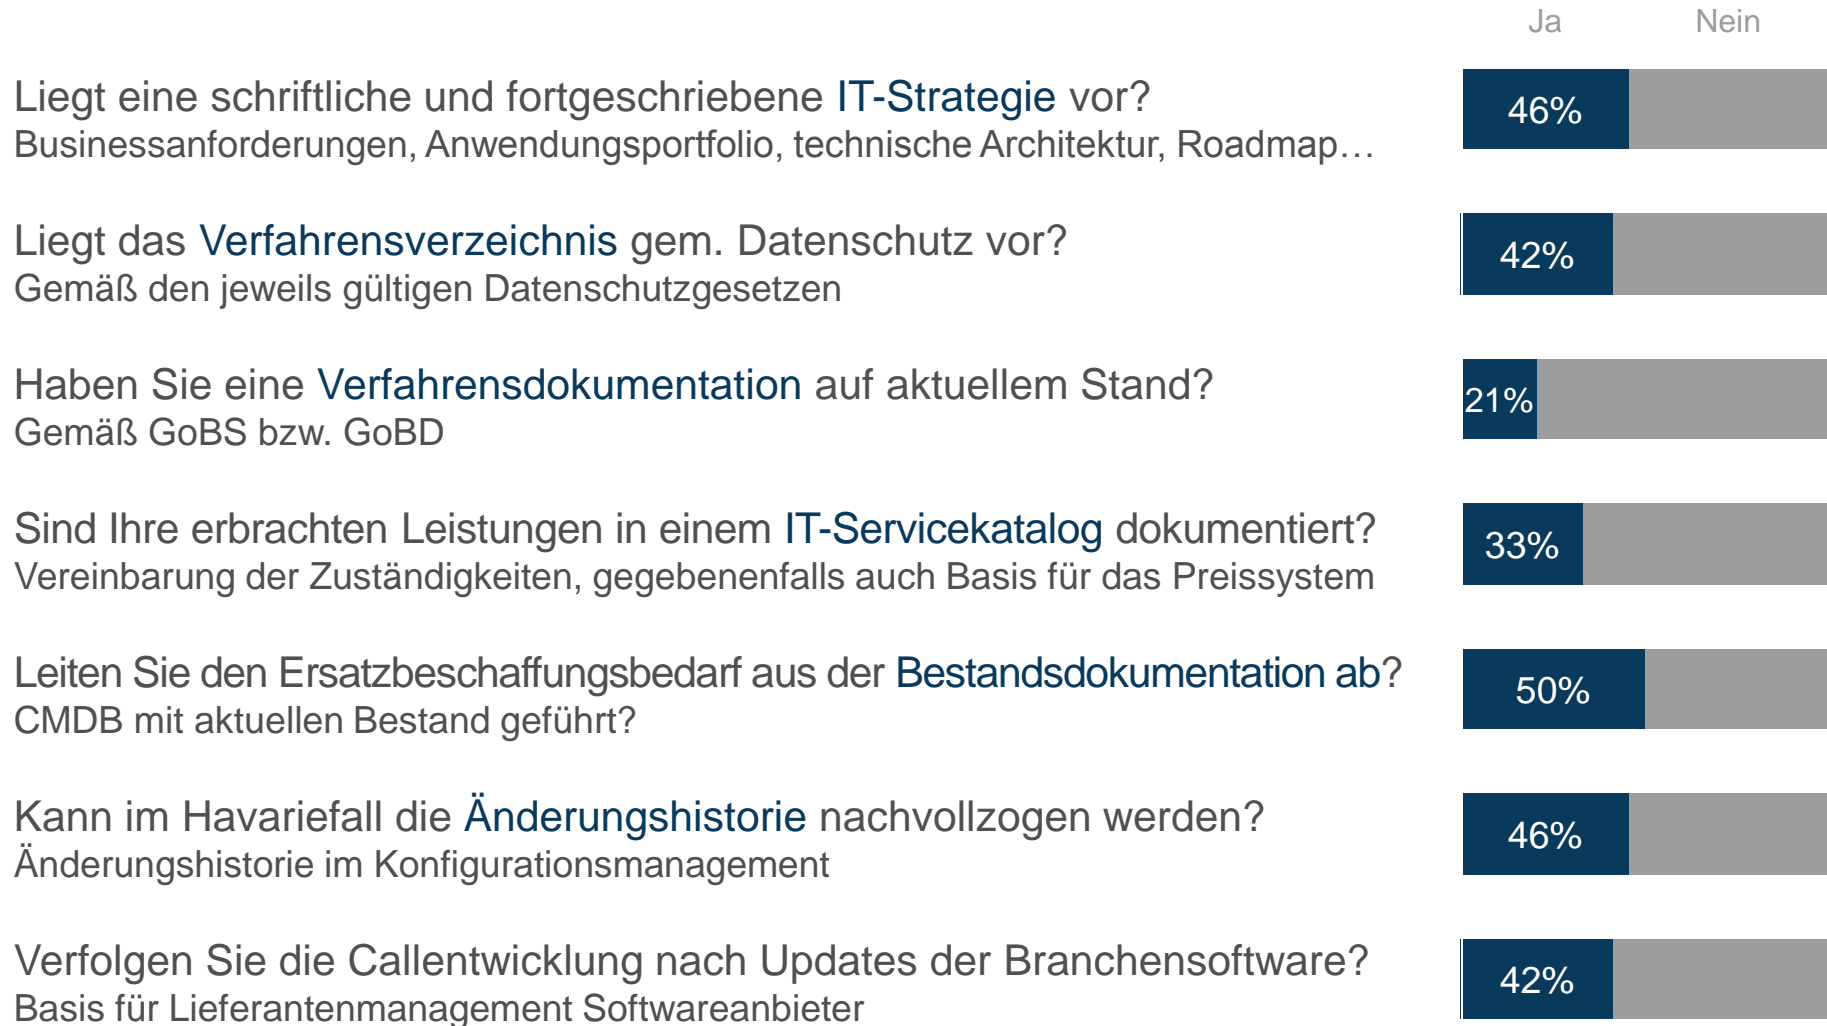 Ja Nein
Liegt eine schriftliche und fortgeschriebene IT-Strategie vor?
Businessanforderungen, Anwendungsportfolio, technische Architektur, Roadmap…
46%
Liegt das Verfahrensverzeichnis gem. Datenschutz vor?
Gemäß den jeweils gültigen Datenschutzgesetzen
42%
Haben Sie eine Verfahrensdokumentation auf aktuellem Stand?
Gemäß GoBS bzw. GoBD
21%
Sind Ihre erbrachten Leistungen in einem IT-Servicekatalog dokumentiert?
Vereinbarung der Zuständigkeiten, gegebenenfalls auch Basis für das Preissystem
33%
Leiten Sie den Ersatzbeschaffungsbedarf aus der Bestandsdokumentation ab?
CMDB mit aktuellen Bestand geführt?
50%
Kann im Havariefall die Änderungshistorie nachvollzogen werden?
Änderungshistorie im Konfigurationsmanagement
46%
Verfolgen Sie die Callentwicklung nach Updates der Branchensoftware?
Basis für Lieferantenmanagement Softwareanbieter
42%